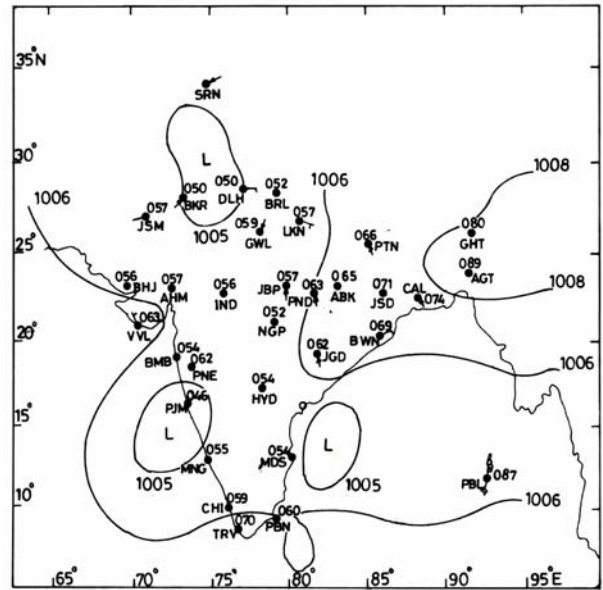 35°N
SRN
30°
L
1008
1006
1006
057
JSM
050
BKR
050
DLH
052
BRL
1005
059
GWL
057
LKN
066
PTN
080
GHT
25°
089
AGT
056
BHJ
057
AHM
056
IND
057
JBP
063
PND
065
ABK
071
JSD
CAL
074
1008
063
VVL
052
NGP
069
BWN
20°
054
BMB
062
PNE
062
JGD
1006
054
HYD
046
PJM
15°
L
L
055
MNG
054
MDS
1005
1005
087
PBL
10°
059
CHI
060
PBN
1006
070
TRV
65°
70°
75°
80°
85°
90°
95°E